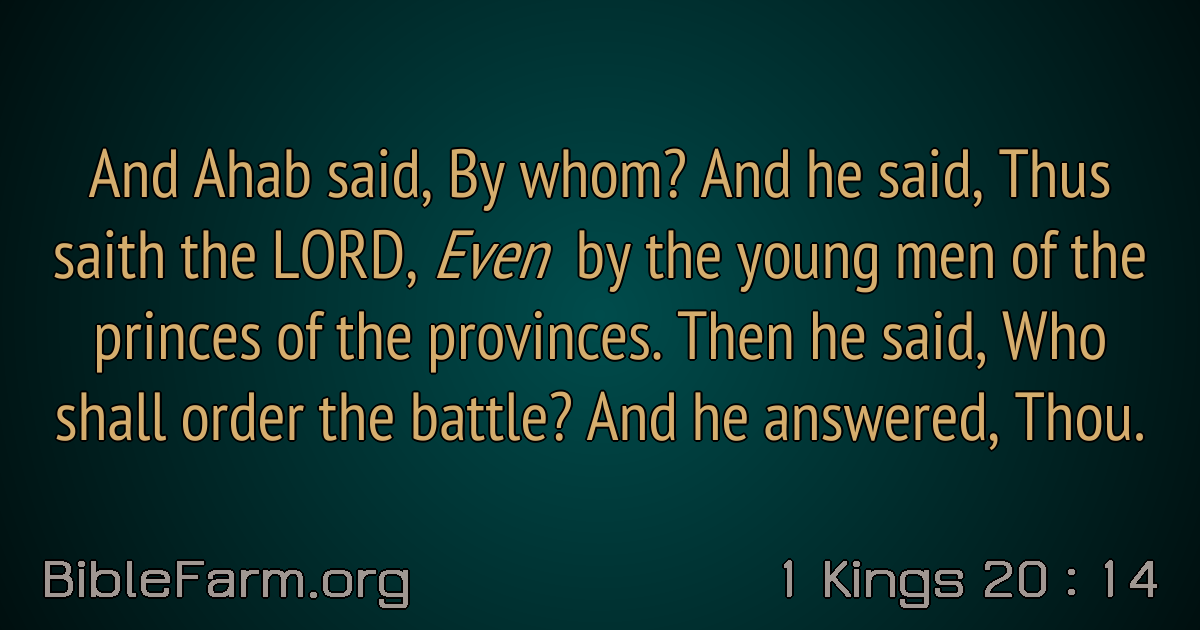 And Ahab said, By whom? And he said, Thus
saith the LORD, Even by the young men of the
princes of the provinces. Then he said, Who
shall order the battle? And he answered, Thou.
BibleFarm.org
1 Kings 20 : 14